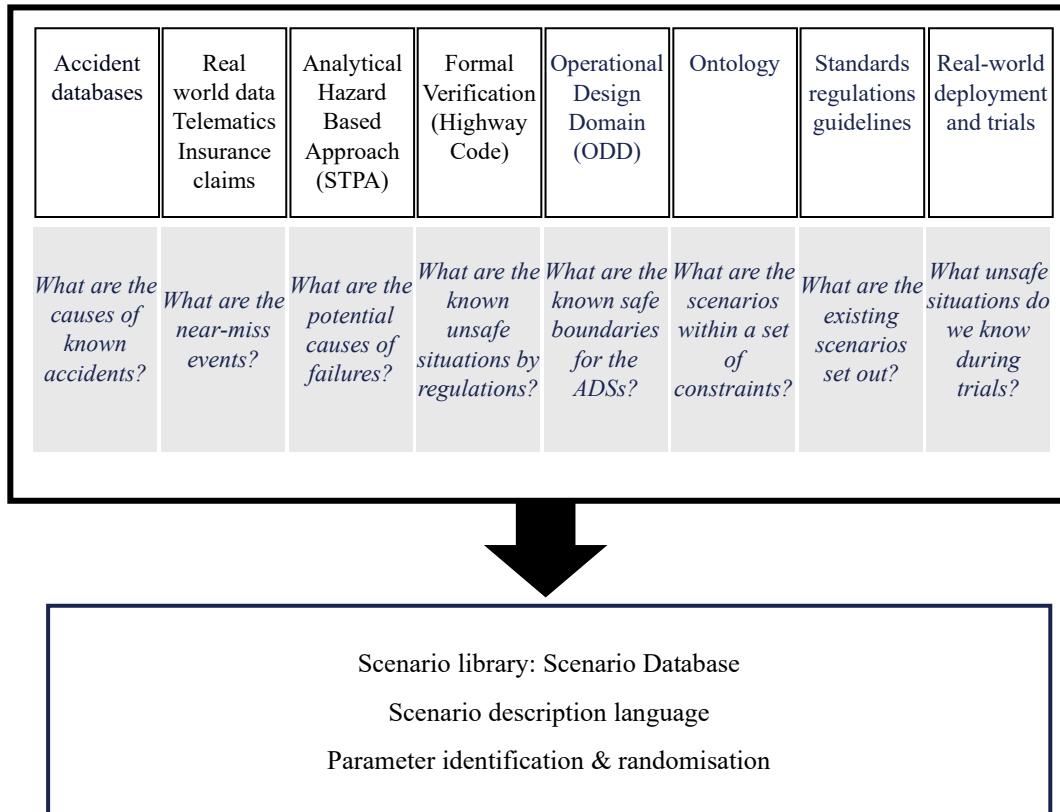 Accident
databases
Real
world data
Telematics
Insurance
claims
Analytical
Hazard
Based
Approach
(STPA)
Formal
Verification
(Highway
Code)
Operational
Design
Domain
(ODD)
Ontology
Standards
regulations
guidelines
Real-world
deployment
and trials
What are the
causes of
known
accidents?
What are the
near-miss
events?
What are the
potential
causes of
failures?
What are the
known
unsafe
situations by
regulations?
What are the
known safe
boundaries
for the
ADSs?
What are the
scenarios
within a set
of
constraints?
What are the
existing
scenarios
set out?
What unsafe
situations do
we know
during
trials?
Scenario library: Scenario Database
Scenario description language
Parameter identification & randomisation